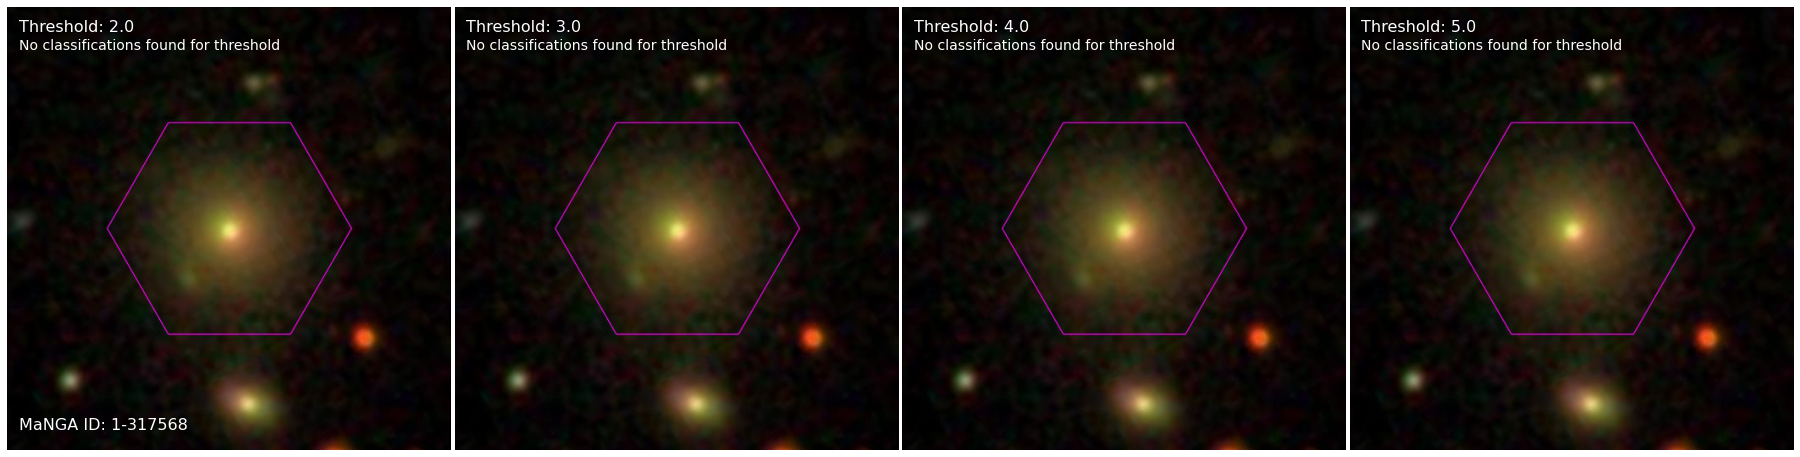 Threshold: 2.0
No classifications found for threshold
MaNGA ID: 1-317568
Threshold: 3.0
No classifications found for threshold
Threshold: 4.0
No classifications found for threshold
Threshold: 5.0
No classifications found for threshold